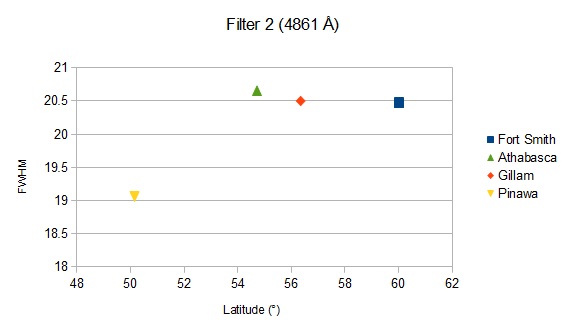 Filter 2 (4861 Å)
21
20.5
20
19.5
19
18.5
18
48 50 52 54 56 58 60 62
FWHM
Latitude (°)
Fort Smith
Athabasca
Gillam
Pinawa